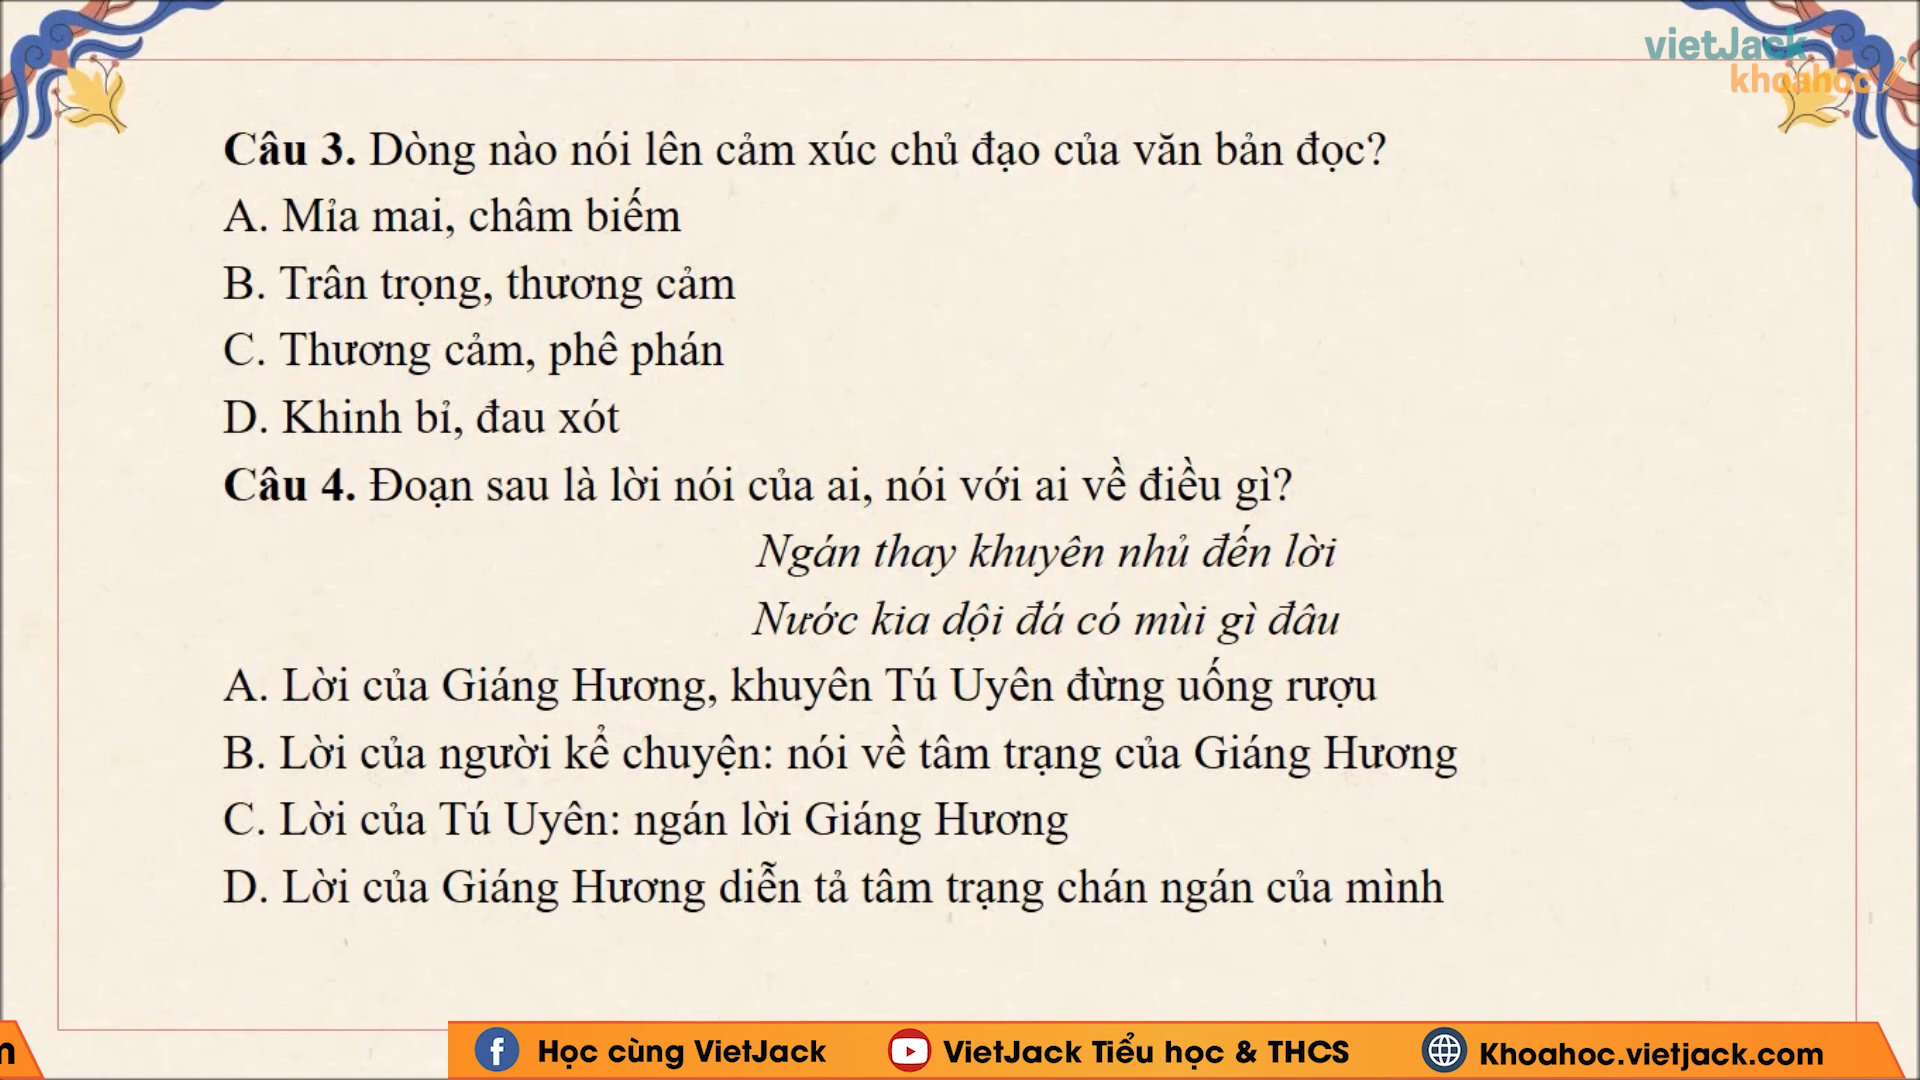 vietJack
khoahoc
Câu 3. Dòng nào nói lên cảm xúc chủ đạo của văn bản đọc?
A. Mỉa mai, châm biếm
B. Trân trọng, thương cảm
C. Thương cảm, phê phán
D. Khinh bỉ, đau xót
Câu 4. Đoạn sau là lời nói của ai, nói với ai về điều gì?
Ngán thay khuyên nhủ đến lời
Nước kia dội đá có mùi gì đâu
A. Lời của Giáng Hương, khuyên Tú Uyên đừng uống rượu
B. Lời của người kể chuyện: nói về tâm trạng của Giáng Hương
C. Lời của Tú Uyên: ngán lời Giáng Hương
D. Lời của Giáng Hương diễn tả tâm trạng chán ngán của mình
Học cùng VietJack VietJack Tiểu học & THCS Khoahoc.vietjack.com